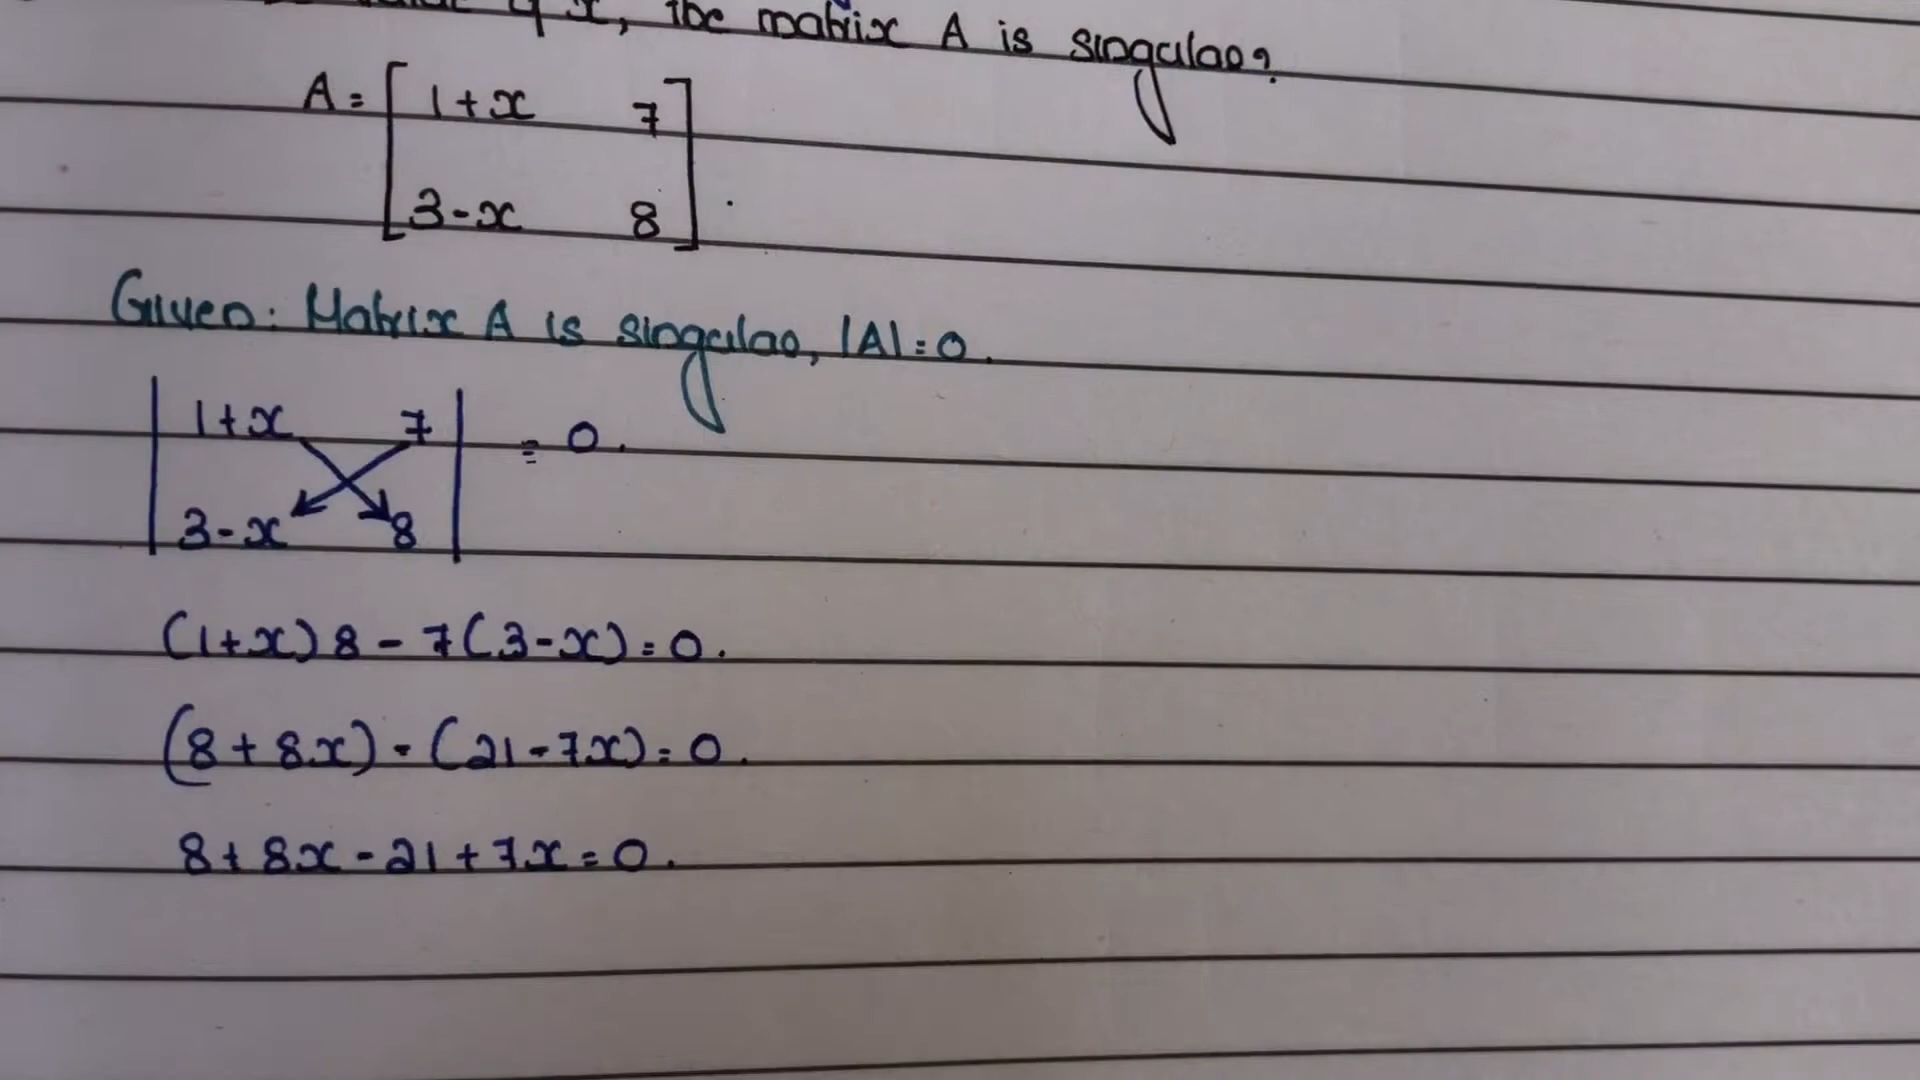 of x, the matrix A is singular?
A = [ 1+x 7
3-x 8 ].
Given: Matrix A is singular, |A| = 0.
| 1+x 7 | = 0.
| 3-x 8 |
(1+x) 8 - 7(3-x) = 0.
(8 + 8x) - (21 - 7x) = 0.
8 + 8x - 21 + 7x = 0.